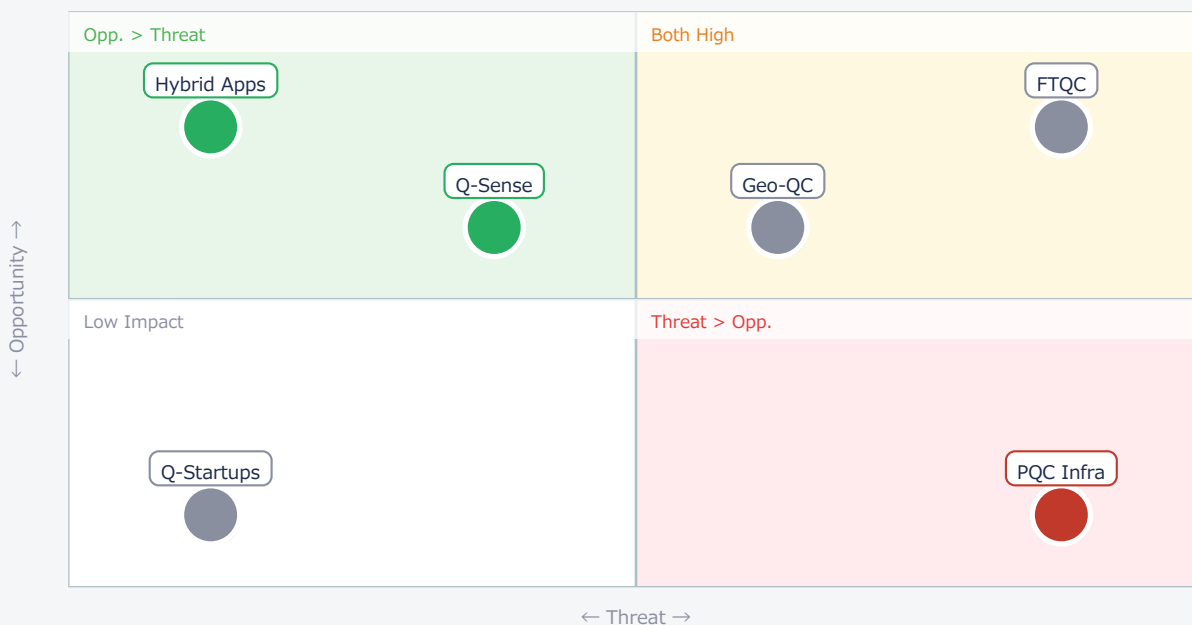 Opp. > Threat
Both High
Hybrid Apps
FTQC
Q-Sense
Geo-QC
← Opportunity →
Low Impact
Threat > Opp.
Q-Startups
PQC Infra
← Threat →